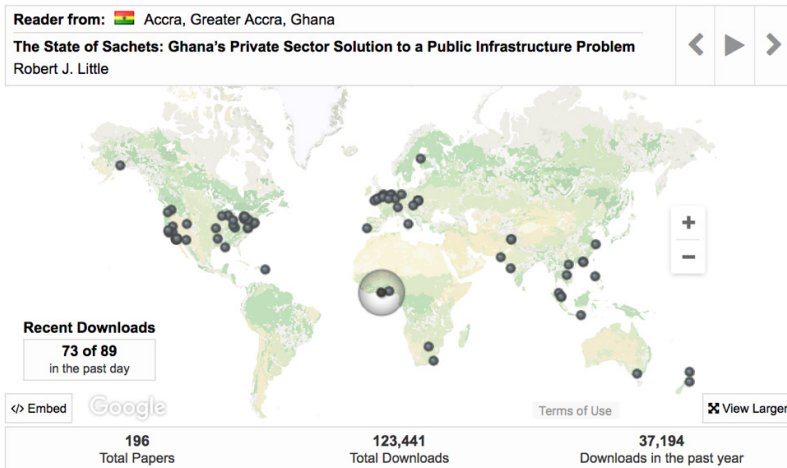 Reader from: Accra, Greater Accra, Ghana
The State of Sachets: Ghana's Private Sector Solution to a Public Infrastructure Problem
Robert J. Little
+
−
Recent Downloads
73 of 89
in the past day
</> Embed
Google
Terms of Use
View Larger
196
Total Papers
123,441
Total Downloads
37,194
Downloads in the past year